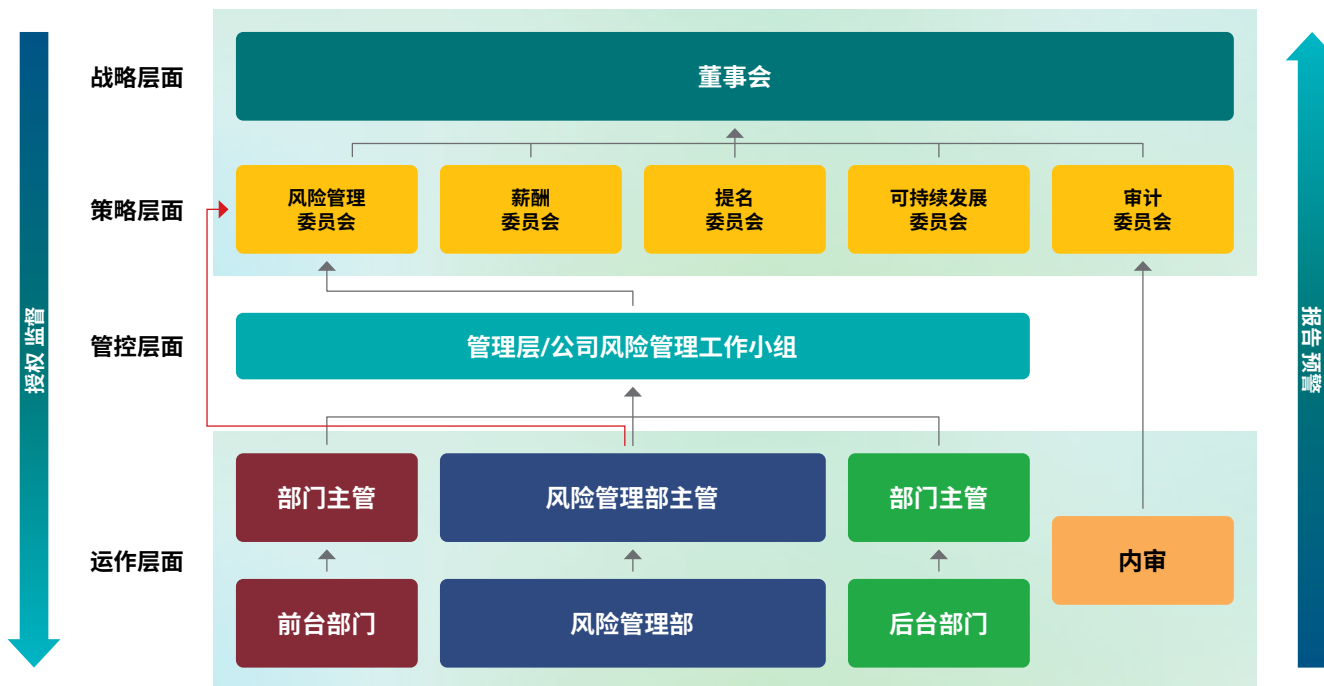 战略层面
董事会
策略层面
风险管理
委员会
薪酬
委员会
提名
委员会
可持续发展
委员会
审计
委员会
管控层面
管理层/公司风险管理工作小组
授权 监督
报告 预警
部门主管
风险管理部主管
部门主管
运作层面
内审
前台部门
风险管理部
后台部门